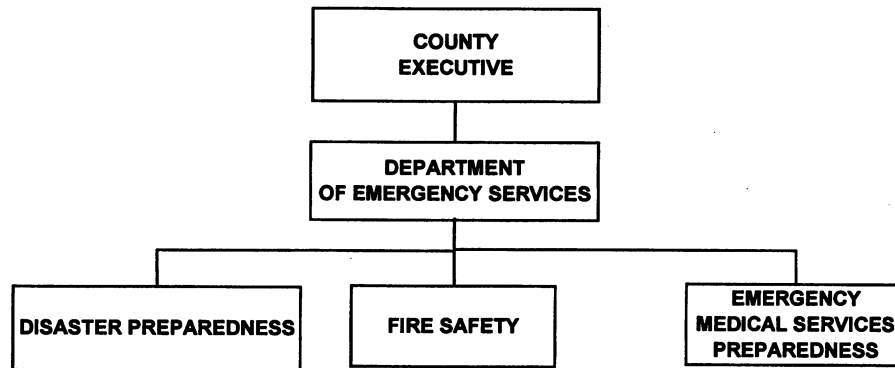 COUNTY
EXECUTIVE
DEPARTMENT
OF EMERGENCY SERVICES
DISASTER PREPAREDNESS
FIRE SAFETY
EMERGENCY
MEDICAL SERVICES
PREPAREDNESS